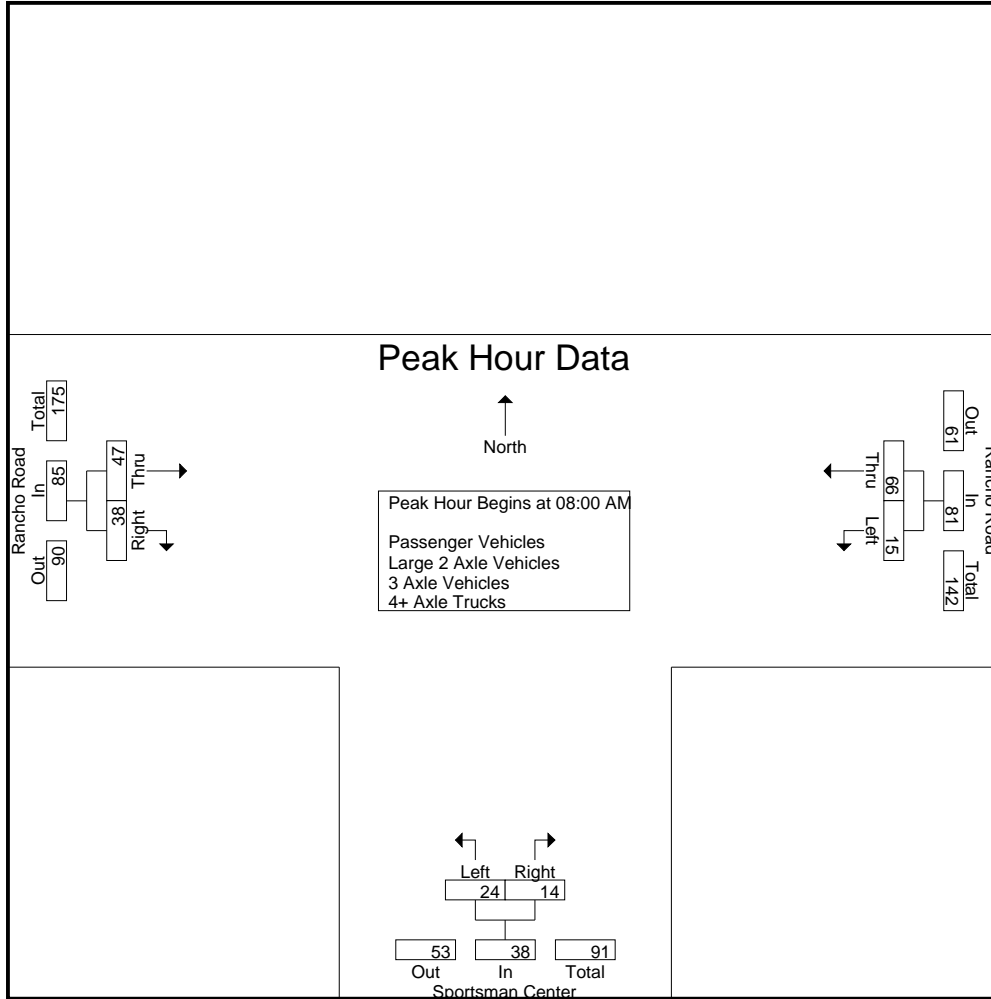 Peak Hour Data
North
Peak Hour Begins at 08:00 AM
Passenger Vehicles
Large 2 Axle Vehicles
3 Axle Vehicles
4+ Axle Trucks
Rancho Road
Total
175
In
85
Out
90
Thru
47
Right
38
Rancho Road
Out
61
In
81
Total
142
Thru
66
Left
15
Left Right
24 14
53 38 91
Out In Total
Sportsman Center